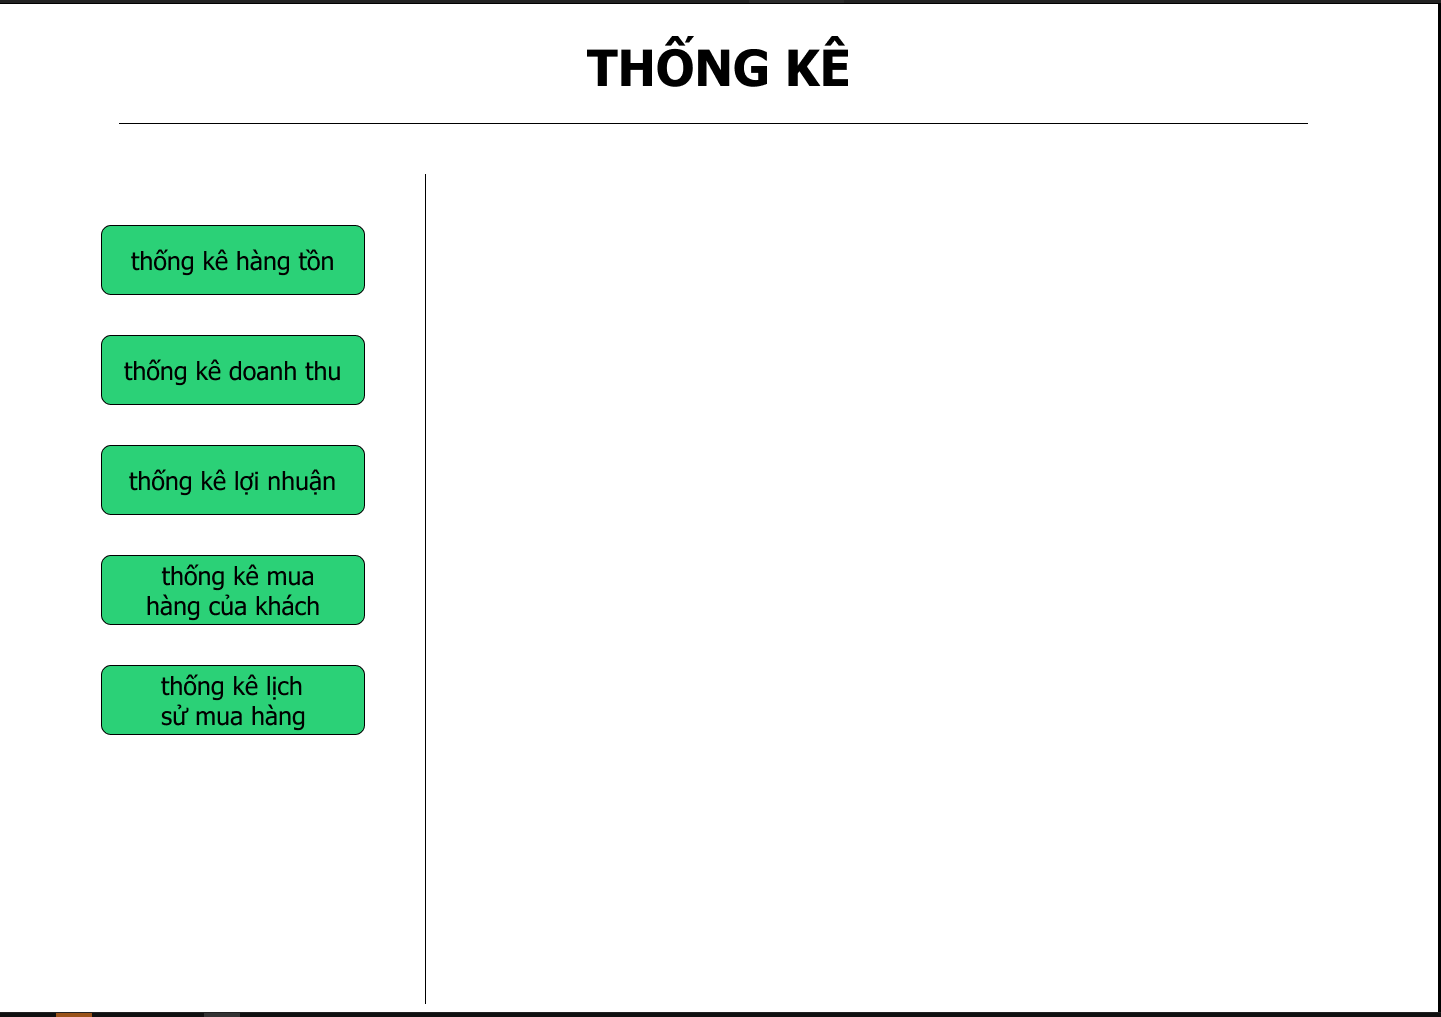 THỐNG KÊ
thống kê hàng tồn
thống kê doanh thu
thống kê lợi nhuận
thống kê mua
hàng của khách
thống kê lịch
sử mua hàng